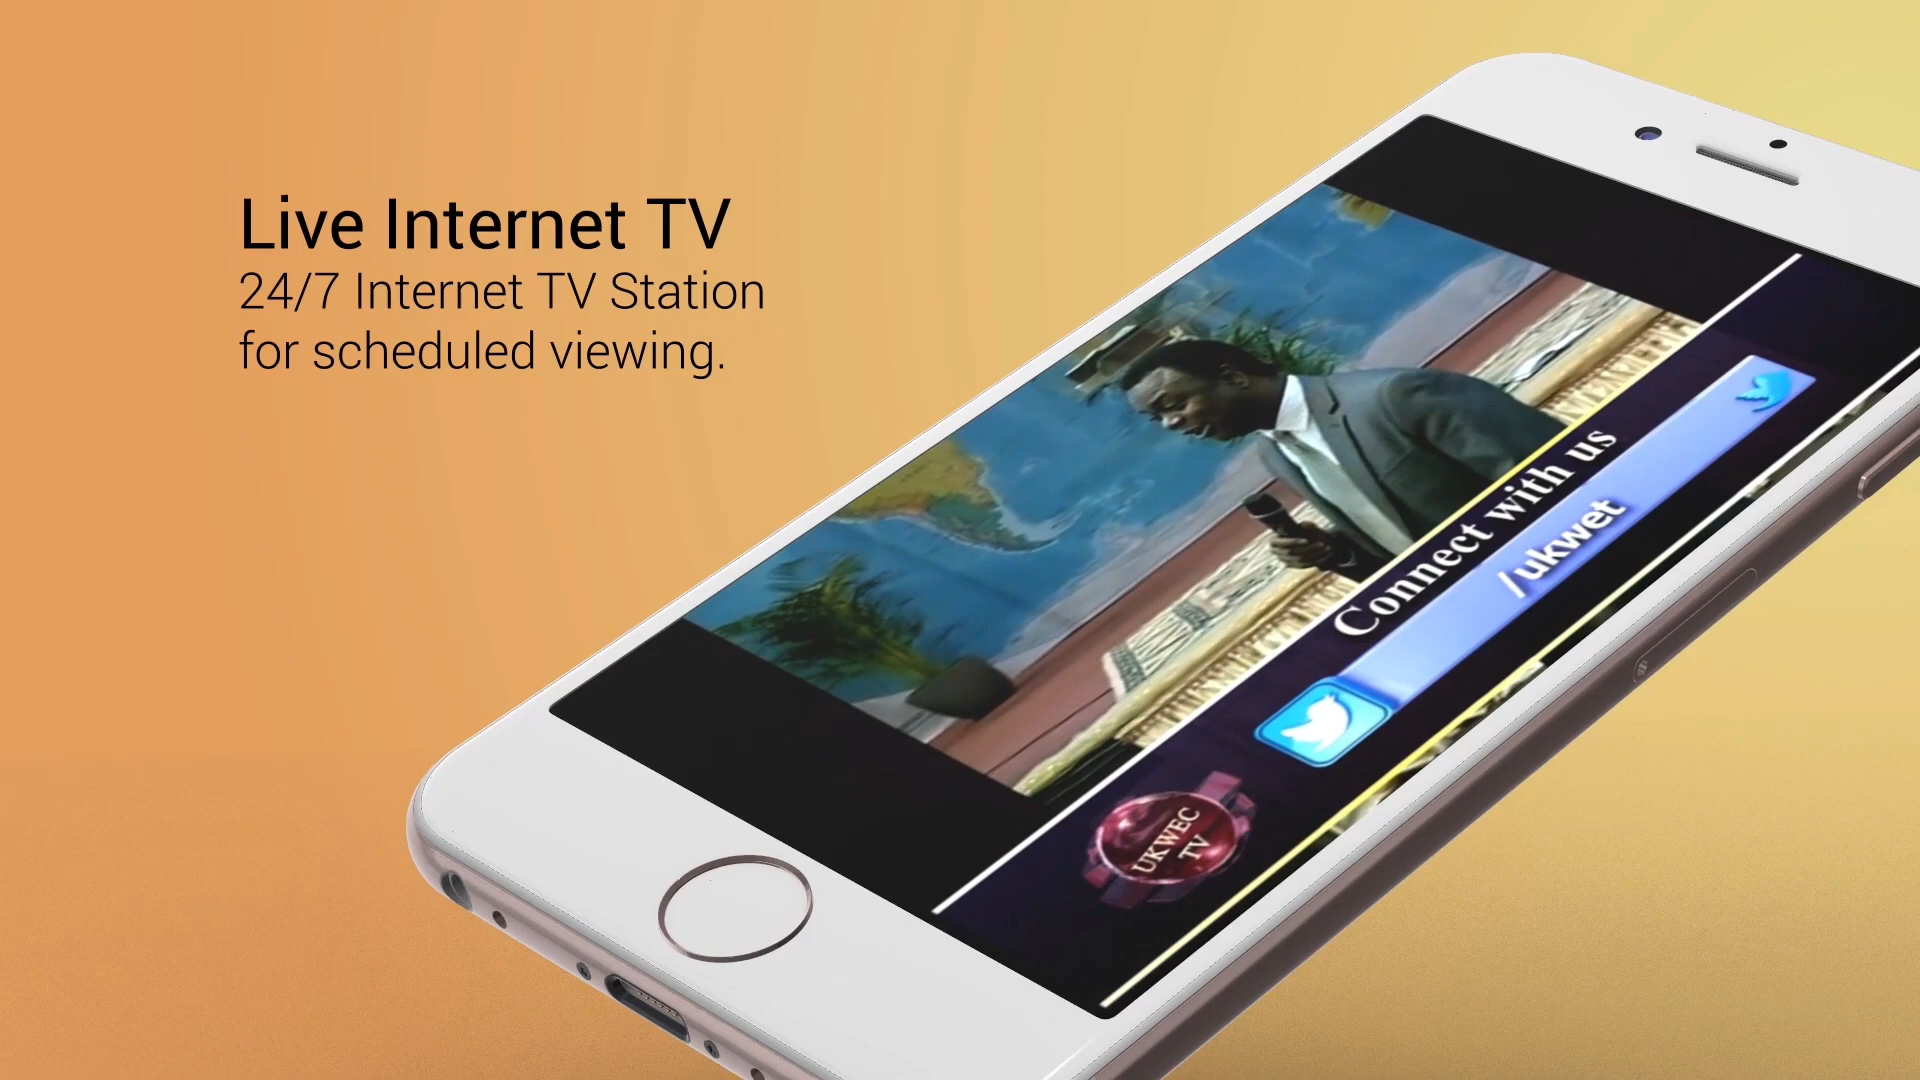 Live Internet TV
24/7 Internet TV Station
for scheduled viewing.
Connect with us
/ukwet
UKWEC
TV